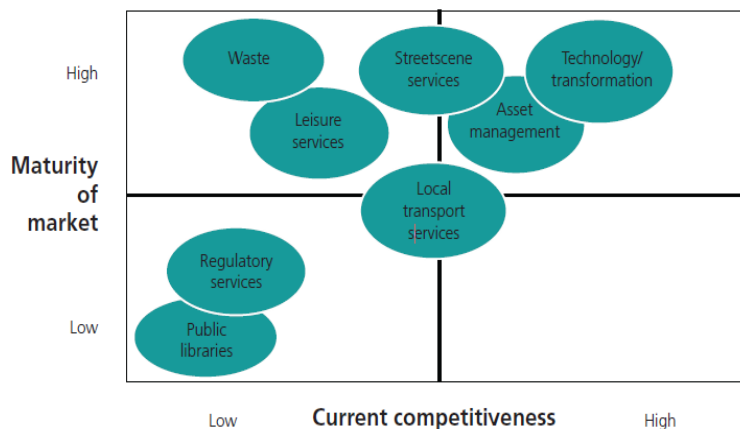 Waste
Streetscene
services
Technology/
transformation
High
Leisure
services
Asset
management
Maturity
of
market
Local
transport
services
Regulatory
services
Low
Public
libraries
Low
Current competitiveness
High